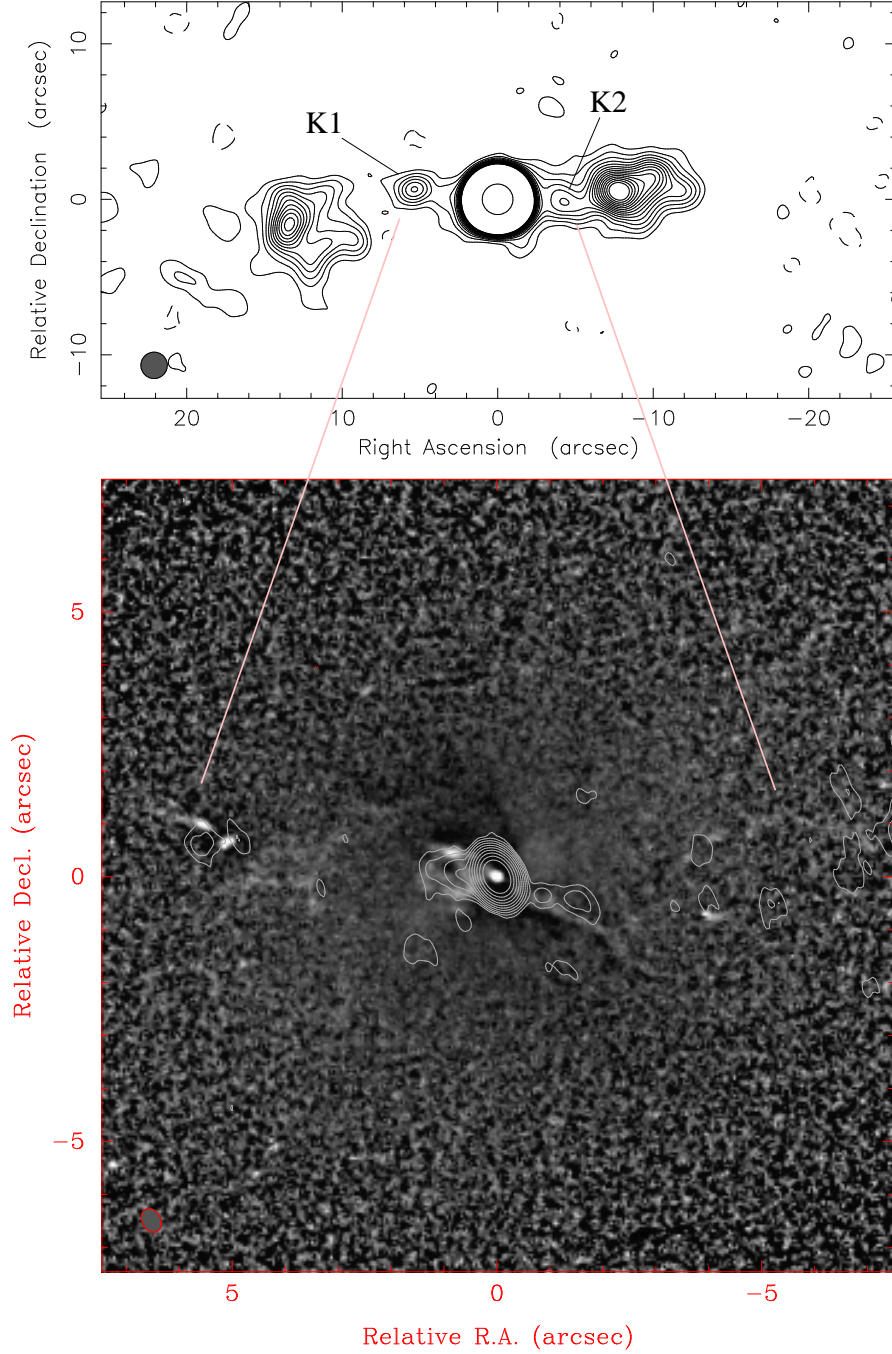 10
0
−10
Relative Declination (arcsec)
K1
K2
20
10
0
−10
−20
Right Ascension (arcsec)
5
0
−5
Relative Decl. (arcsec)
5
0
−5
Relative R.A. (arcsec)